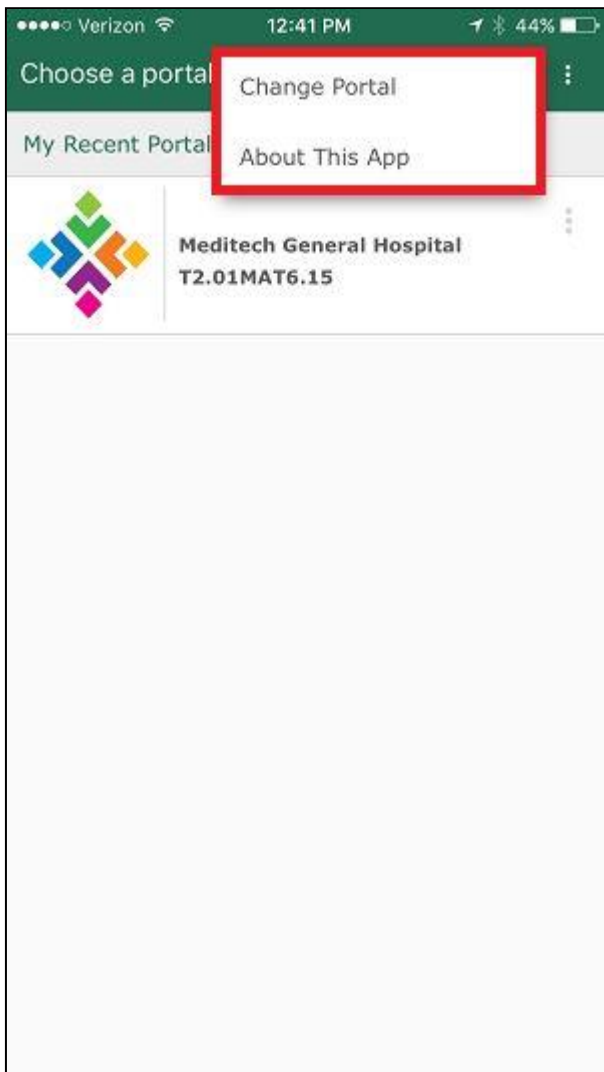 Verizon 12:41 PM 44%
Choose a portal
Change Portal
About This App
My Recent Portal
Meditech General Hospital
T2.01MAT6.15